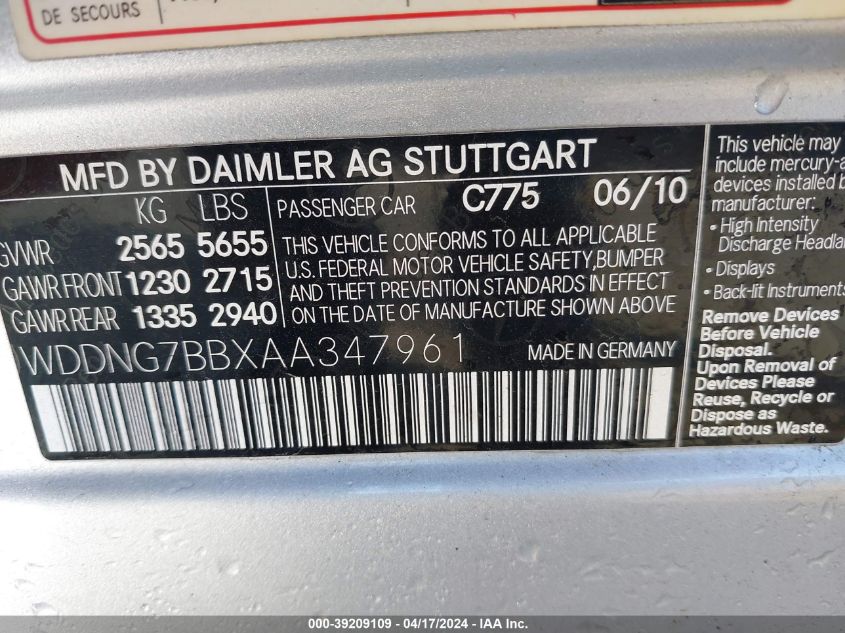 DE SECOURS
MFD BY DAIMLER AG STUTTGART
KG LBS
GVWR 2565 5655
GAWR FRONT 1230 2715
GAWR REAR 1335 2940
PASSENGER CAR C775 06/10
THIS VEHICLE CONFORMS TO ALL APPLICABLE
U.S. FEDERAL MOTOR VEHICLE SAFETY,BUMPER
AND THEFT PREVENTION STANDARDS IN EFFECT
ON THE DATE OF MANUFACTURE SHOWN ABOVE
WDDNG7BBXAA347961 MADE IN GERMANY
This vehicle may
include mercury-a
devices installed b
manufacturer:
• High Intensity
Discharge Headla
• Displays
• Back-lit Instruments
Remove Devices
Before Vehicle
Disposal.
Upon Removal of
Devices Please
Reuse, Recycle or
Dispose as
Hazardous Waste.
000-39209109 - 04/17/2024 - IAA Inc.